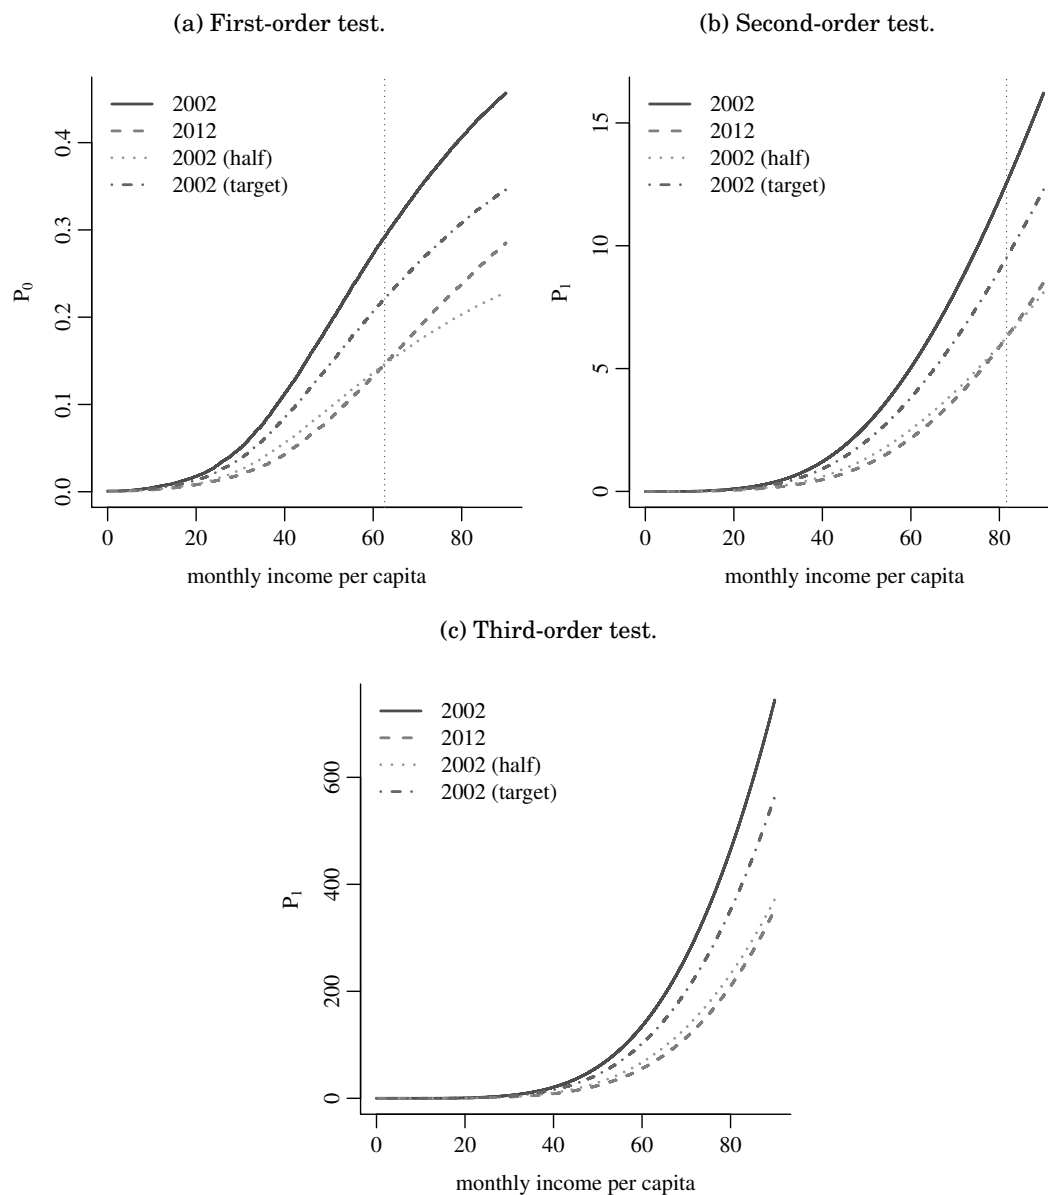 (a) First-order test.
2002
2012
2002 (half)
2002 (target)
0.4
0.3
0.2
0.1
0.0
P0
0 20 40 60 80
monthly income per capita
(b) Second-order test.
2002
2012
2002 (half)
2002 (target)
15
10
5
0
P1
0 20 40 60 80
monthly income per capita
(c) Third-order test.
2002
2012
2002 (half)
2002 (target)
600
400
200
0
P1
0 20 40 60 80
monthly income per capita